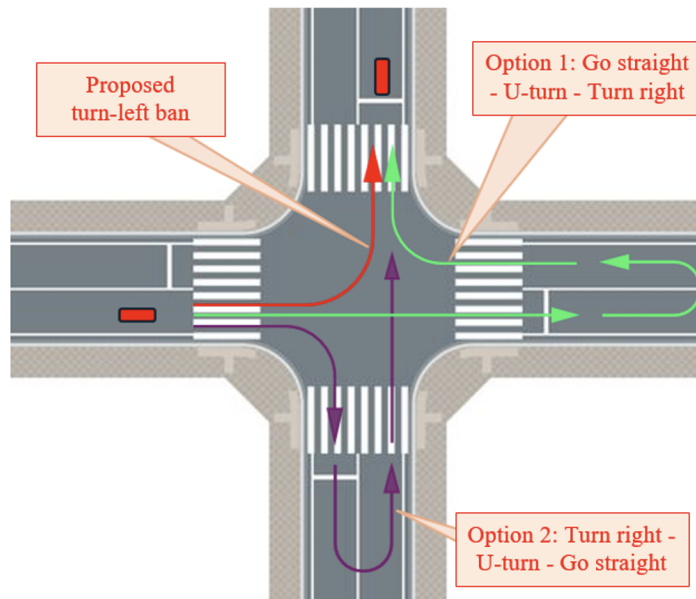 Proposed
turn-left ban
Option 1: Go straight
- U-turn - Turn right
Option 2: Turn right -
U-turn - Go straight